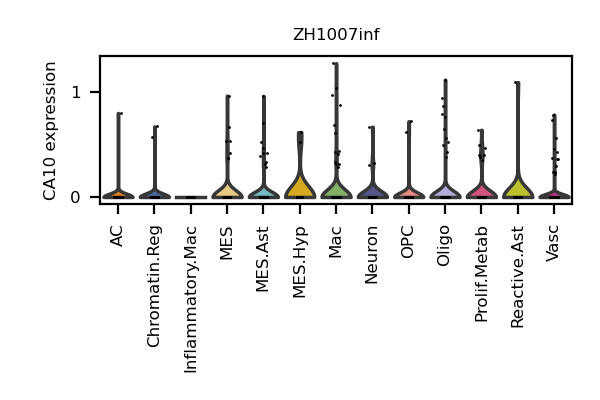 ZH1007inf
CA10 expression
1
0
AC
Chromatin.Reg
Inflammatory.Mac
MES
MES.Ast
MES.Hyp
Mac
Neuron
OPC
Oligo
Prolif.Metab
Reactive.Ast
Vasc